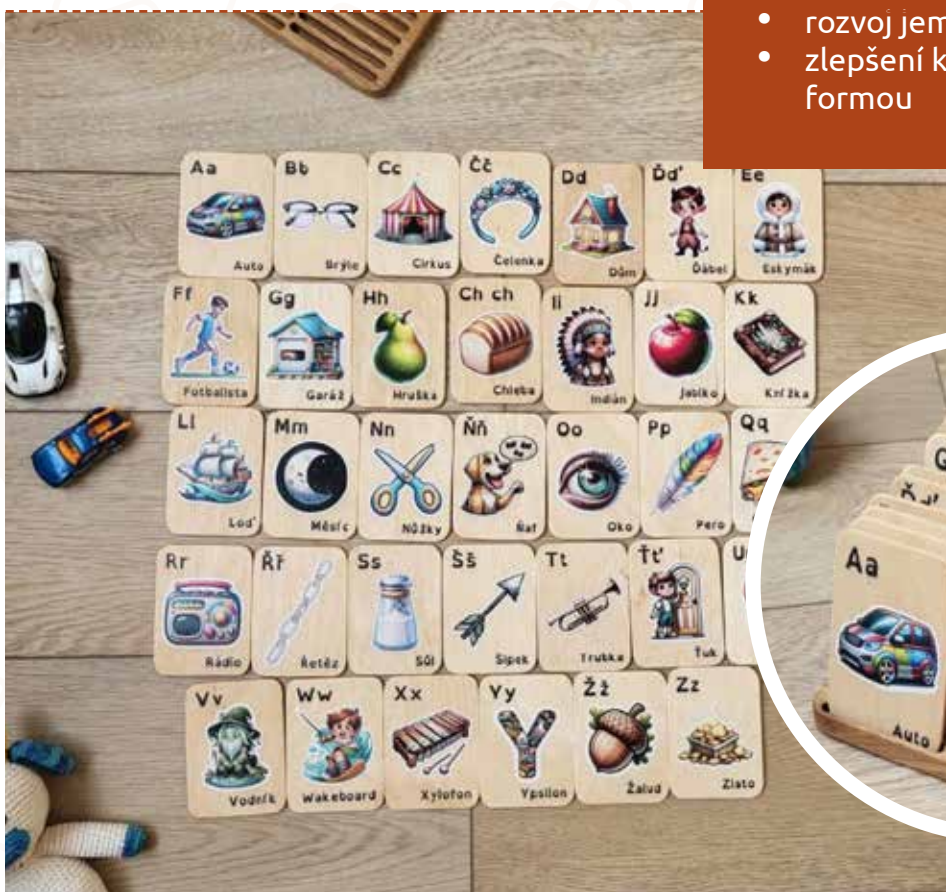 rozvoj jem
zlepšení k
formou
Aa Bb Cc Čč Dd Ďď Ee
Auto Brýle Cirkus Čelenka Dům Ďábel Eskymák
Ff Gg Hh Ch ch Ii Jj Kk
Fotbalista Garáž Hruška Chleba Indián Jablko Knížka
Ll Mm Nn Ňň Oo Pp Qq
Loď Měsíc Nůžky Ňaf Oko Pero
Rr Řř Ss Šš Tt Ťť U
Rádio Řetěz Sůl Šipek Trubka Ťuk
Vv Ww Xx Yy Žž Zz
Vodník Wakeboard Xylofon Ypsilon Žalud Zlato
Ďď
Aa
Auto